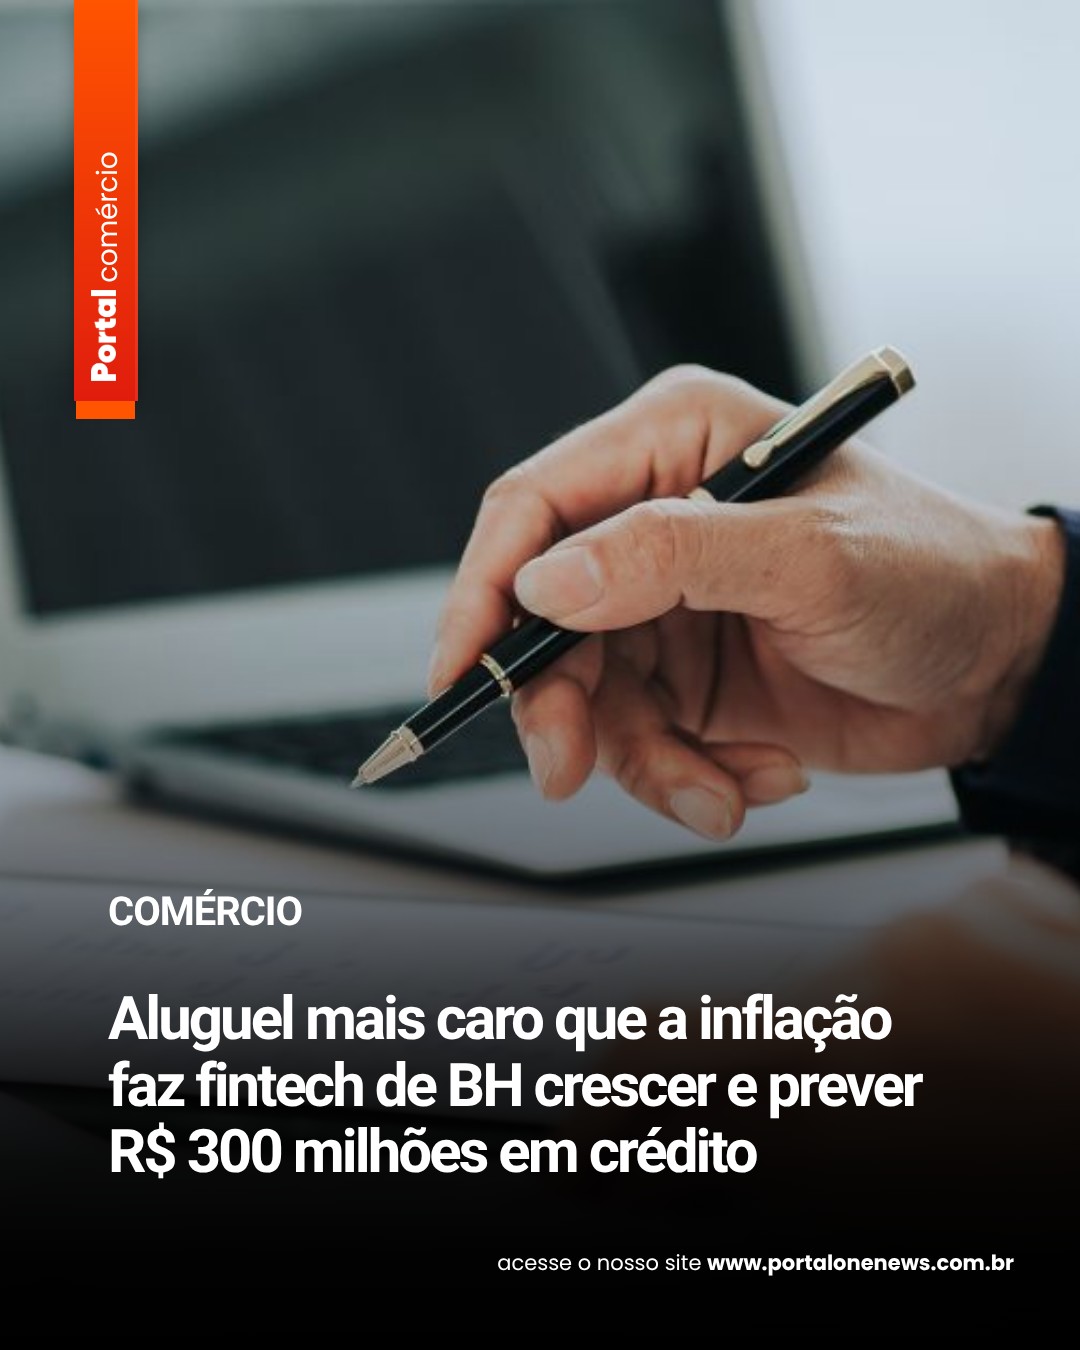 Portal comércio
COMÉRCIO
Aluguel mais caro que a inflação
faz fintech de BH crescer e prever
R$ 300 milhões em crédito
acesse o nosso site www.portalonenews.com.br